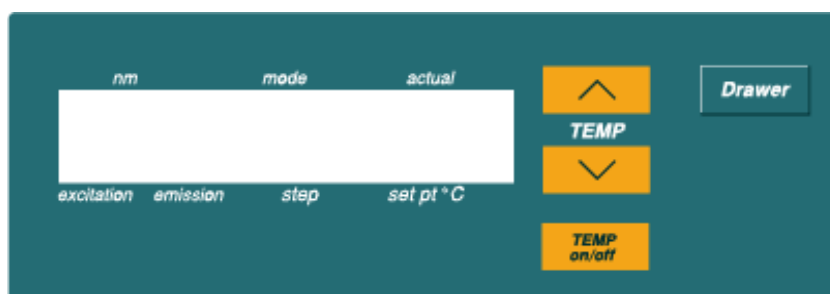 nm mode actual
Drawer
TEMP
excitation emission step set pt °C
TEMP
on/off